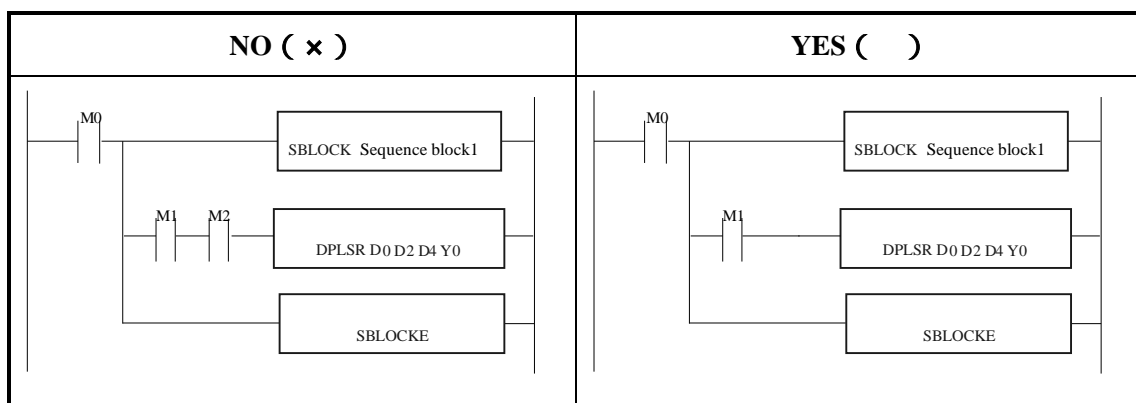 NO ( × )
YES ( )
M0
SBLOCK Sequence block1
M1 M2
DPLSR D0 D2 D4 Y0
SBLOCKE
M0
SBLOCK Sequence block1
M1
DPLSR D0 D2 D4 Y0
SBLOCKE